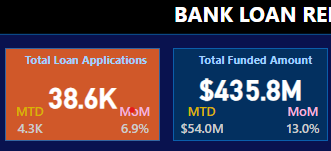 BANK LOAN RE
Total Loan Applications
38.6K
MTD MoM
4.3K 6.9%
Total Funded Amount
$435.8M
MTD MoM
$54.0M 13.0%